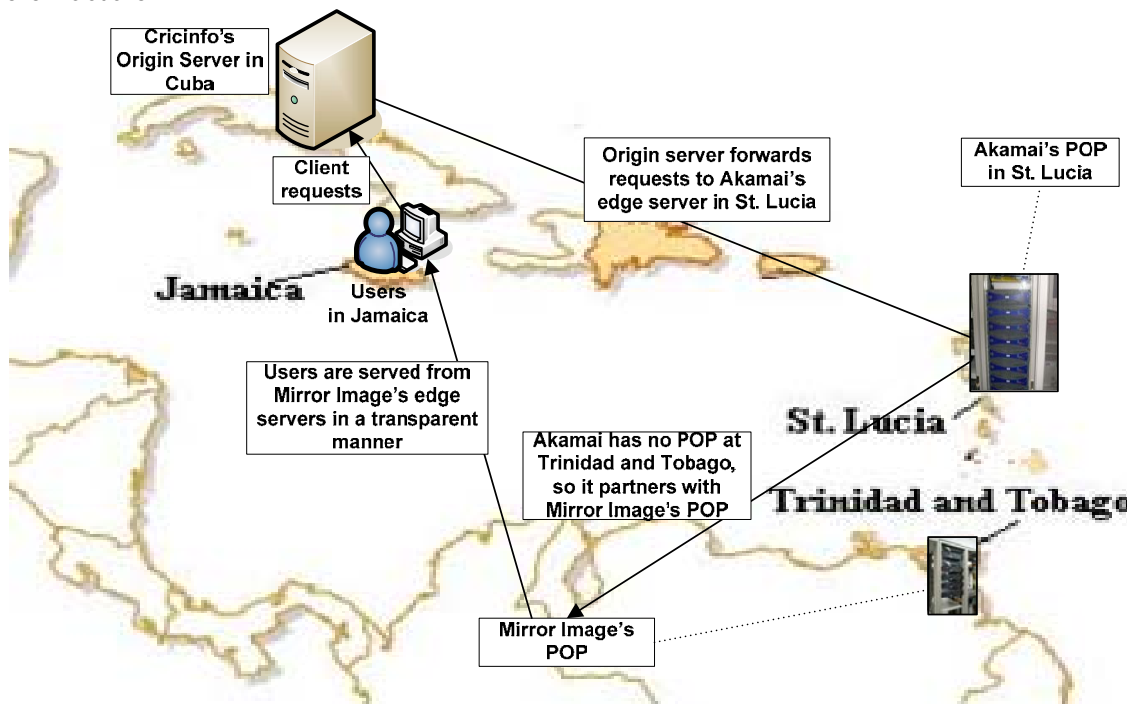 Cricinfo's
Origin Server in
Cuba
Client
requests
Origin server forwards
requests to Akamai's
edge server in St. Lucia
Akamai's POP
in St. Lucia
Jamaica
Users
in Jamaica
Users are served from
Mirror Image's edge
servers in a transparent
manner
St. Lucia
Akamai has no POP at
Trinidad and Tobago,
so it partners with
Mirror Image's POP
Trinidad and Tobago
Mirror Image's
POP